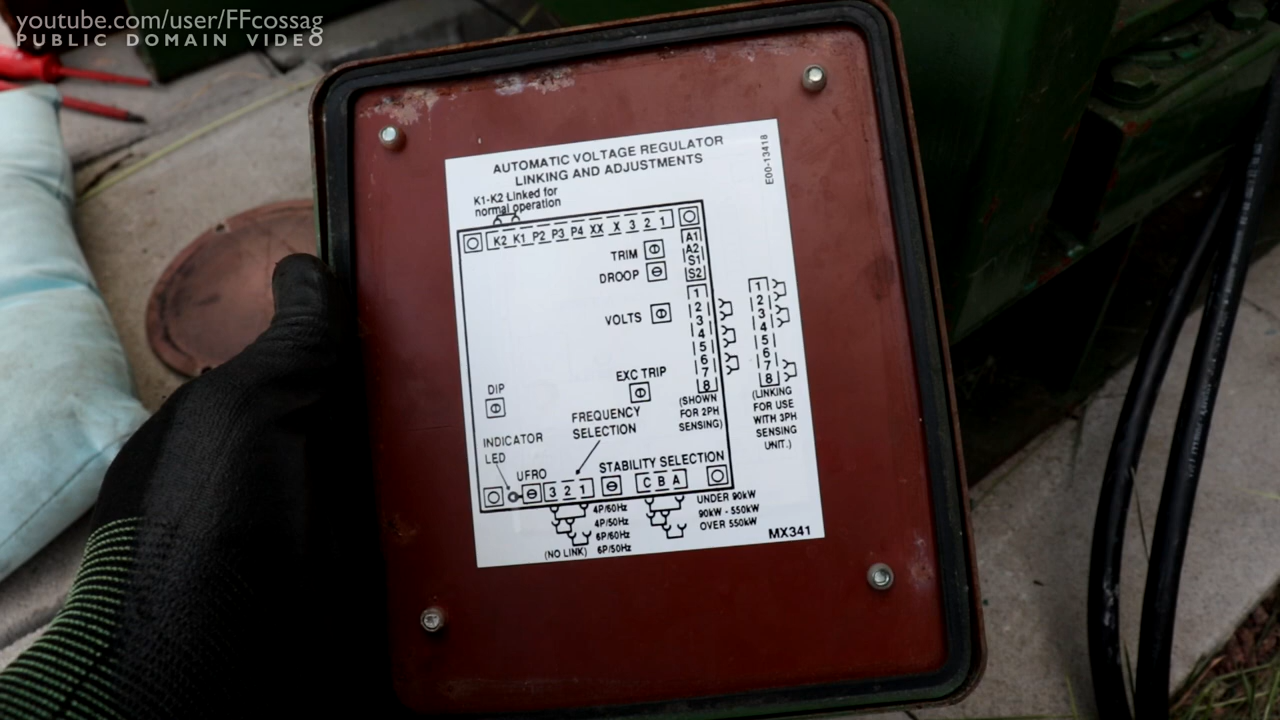 youtube.com/user/FFcossag
PUBLIC DOMAIN VIDEO
AUTOMATIC VOLTAGE REGULATOR
LINKING AND ADJUSTMENTS
E00-13418
K1-K2 Linked for
normal operation
K2 K1 P2 P3 P4 XX X 3 2 1
TRIM
DROOP
VOLTS
A1
A2
S1
S2
1
2
3
4
5
6
7
8
1
2
3
4
5
6
7
8
EXC TRIP
DIP
(SHOWN
FOR 2PH
SENSING)
(LINKING
FOR USE
WITH 3PH
SENSING
UNIT.)
FREQUENCY
SELECTION
INDICATOR
LED
UFRO
STABILITY SELECTION
3 2 1
C B A
4P/60Hz
4P/50Hz
6P/60Hz
(NO LINK) 6P/50Hz
UNDER 90kW
90kW - 550kW
OVER 550kW
MX341